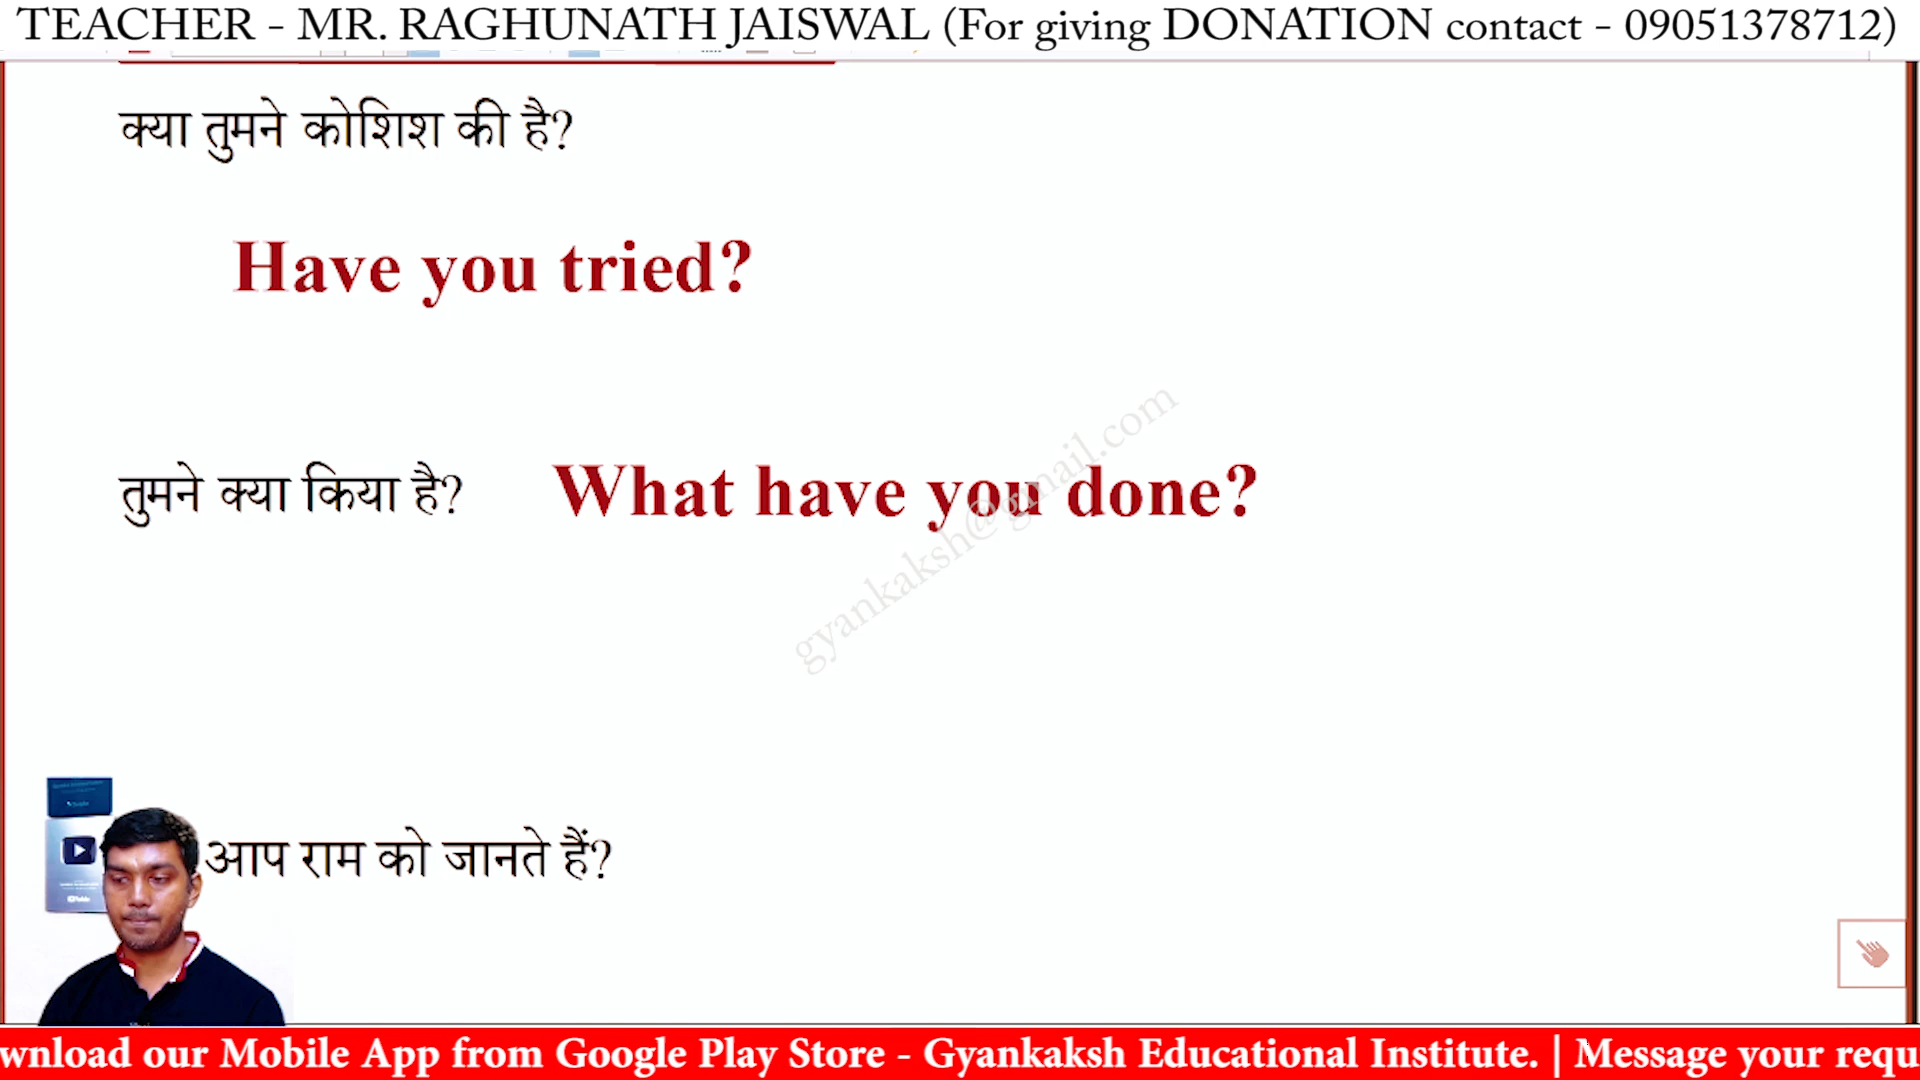 TEACHER - MR. RAGHUNATH JAISWAL (For giving DONATION contact - 09051378712)
क्या तुमने कोशिश की है?
Have you tried?
तुमने क्या किया है? What have you done?
gyankaksh@gmail.com
आप राम को जानते हैं?
wnload our Mobile App from Google Play Store - Gyankaksh Educational Institute. | Message your requ